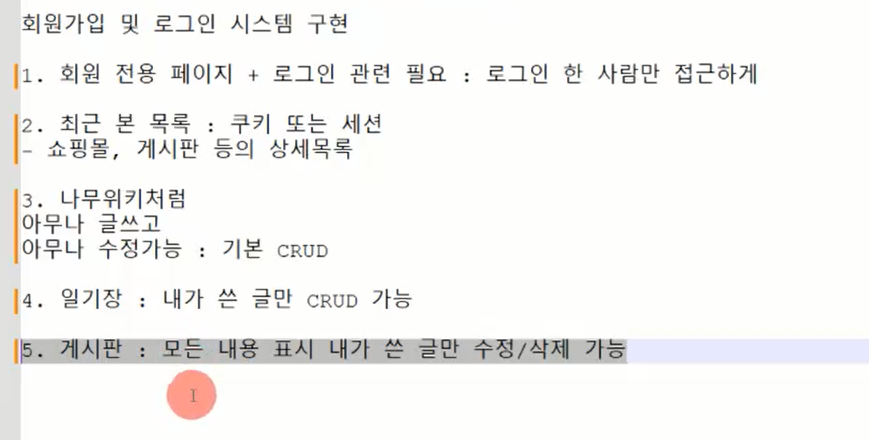 회원가입 및 로그인 시스템 구현
1. 회원 전용 페이지 + 로그인 관련 필요 : 로그인 한 사람만 접근하게
2. 최근 본 목록 : 쿠키 또는 세션
- 쇼핑몰, 게시판 등의 상세목록
3. 나무위키처럼
아무나 글쓰고
아무나 수정가능 : 기본 CRUD
4. 일기장 : 내가 쓴 글만 CRUD 가능
5. 게시판 : 모든 내용 표시 내가 쓴 글만 수정/삭제 가능